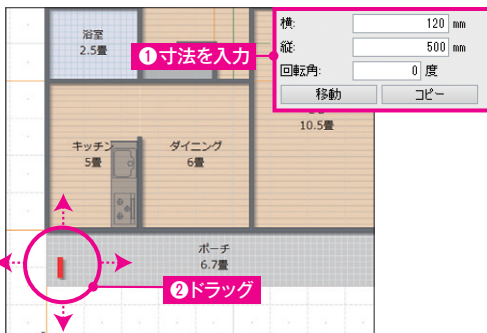 浴室
2.5畳
❶寸法を入力
横: 120 mm
縦: 500 mm
回転角: 0 度
移動 コピー
10.5畳
キッチン
5畳
ダイニング
6畳
ポーチ
6.7畳
❷ドラッグ